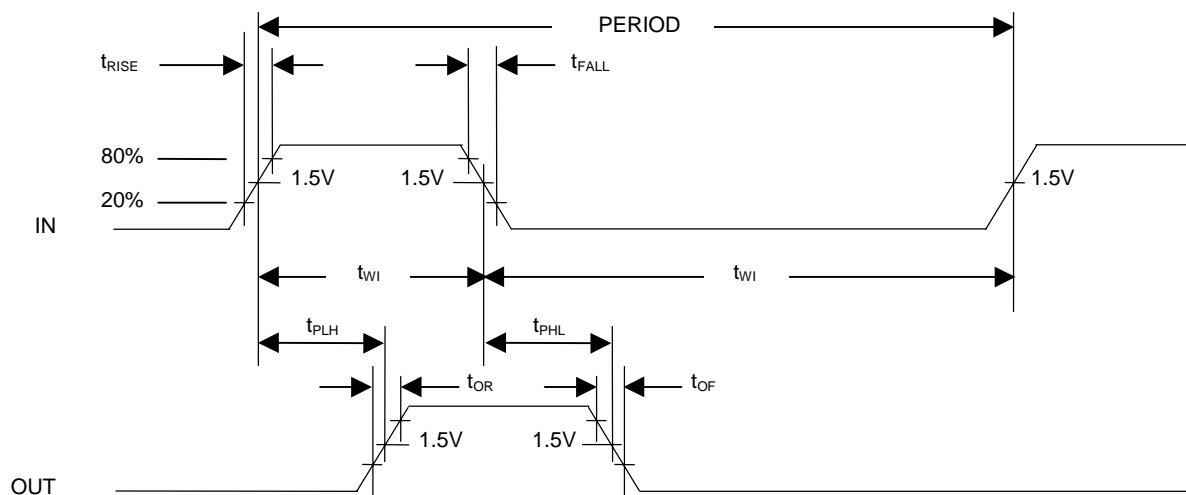 PERIOD
tRISE
tFALL
80%
1.5V
1.5V
1.5V
20%
IN
tWI
tWI
tPLH
tPHL
tOR
tOF
1.5V
1.5V
OUT